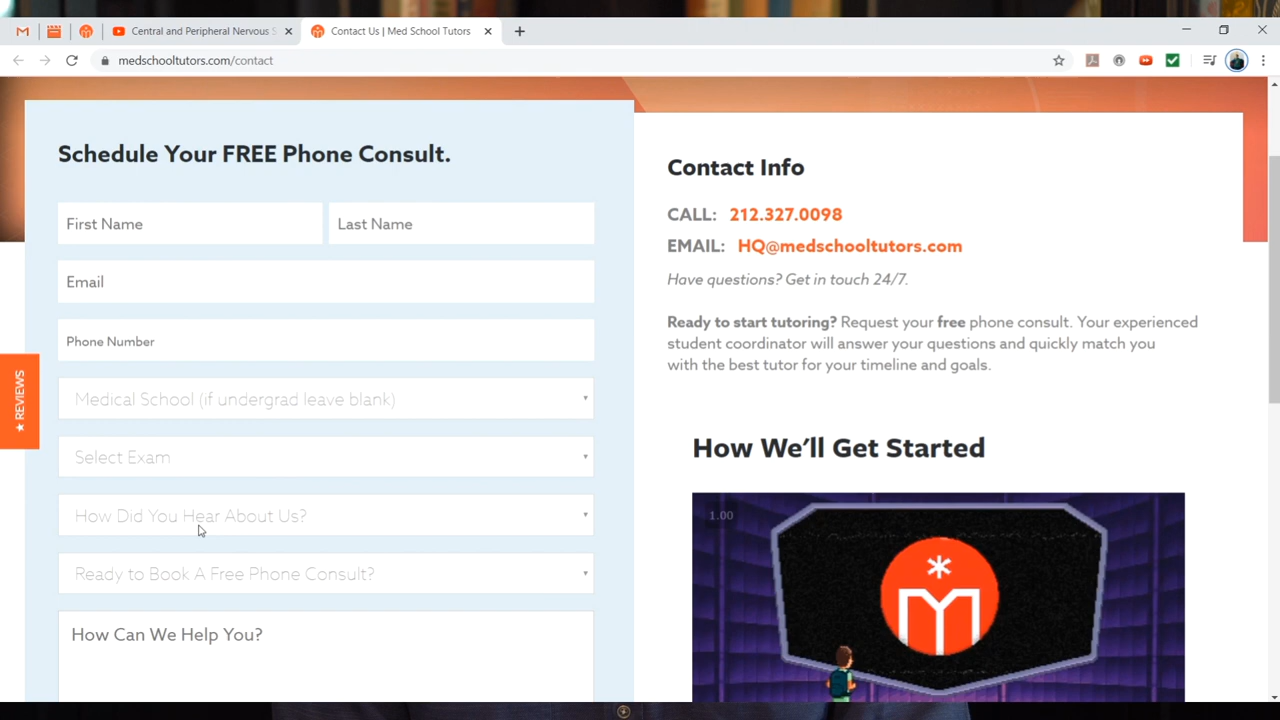 Central and Peripheral Nervous S
Contact Us | Med School Tutors
medschooltutors.com/contact
Schedule Your FREE Phone Consult.
First Name
Last Name
Email
Phone Number
Medical School (if undergrad leave blank)
Select Exam
How Did You Hear About Us?
Ready to Book A Free Phone Consult?
How Can We Help You?
★ REVIEWS
Contact Info
CALL: 212.327.0098
EMAIL: HQ@medschooltutors.com
Have questions? Get in touch 24/7.
Ready to start tutoring? Request your free phone consult. Your experienced
student coordinator will answer your questions and quickly match you
with the best tutor for your timeline and goals.
How We’ll Get Started
1.00